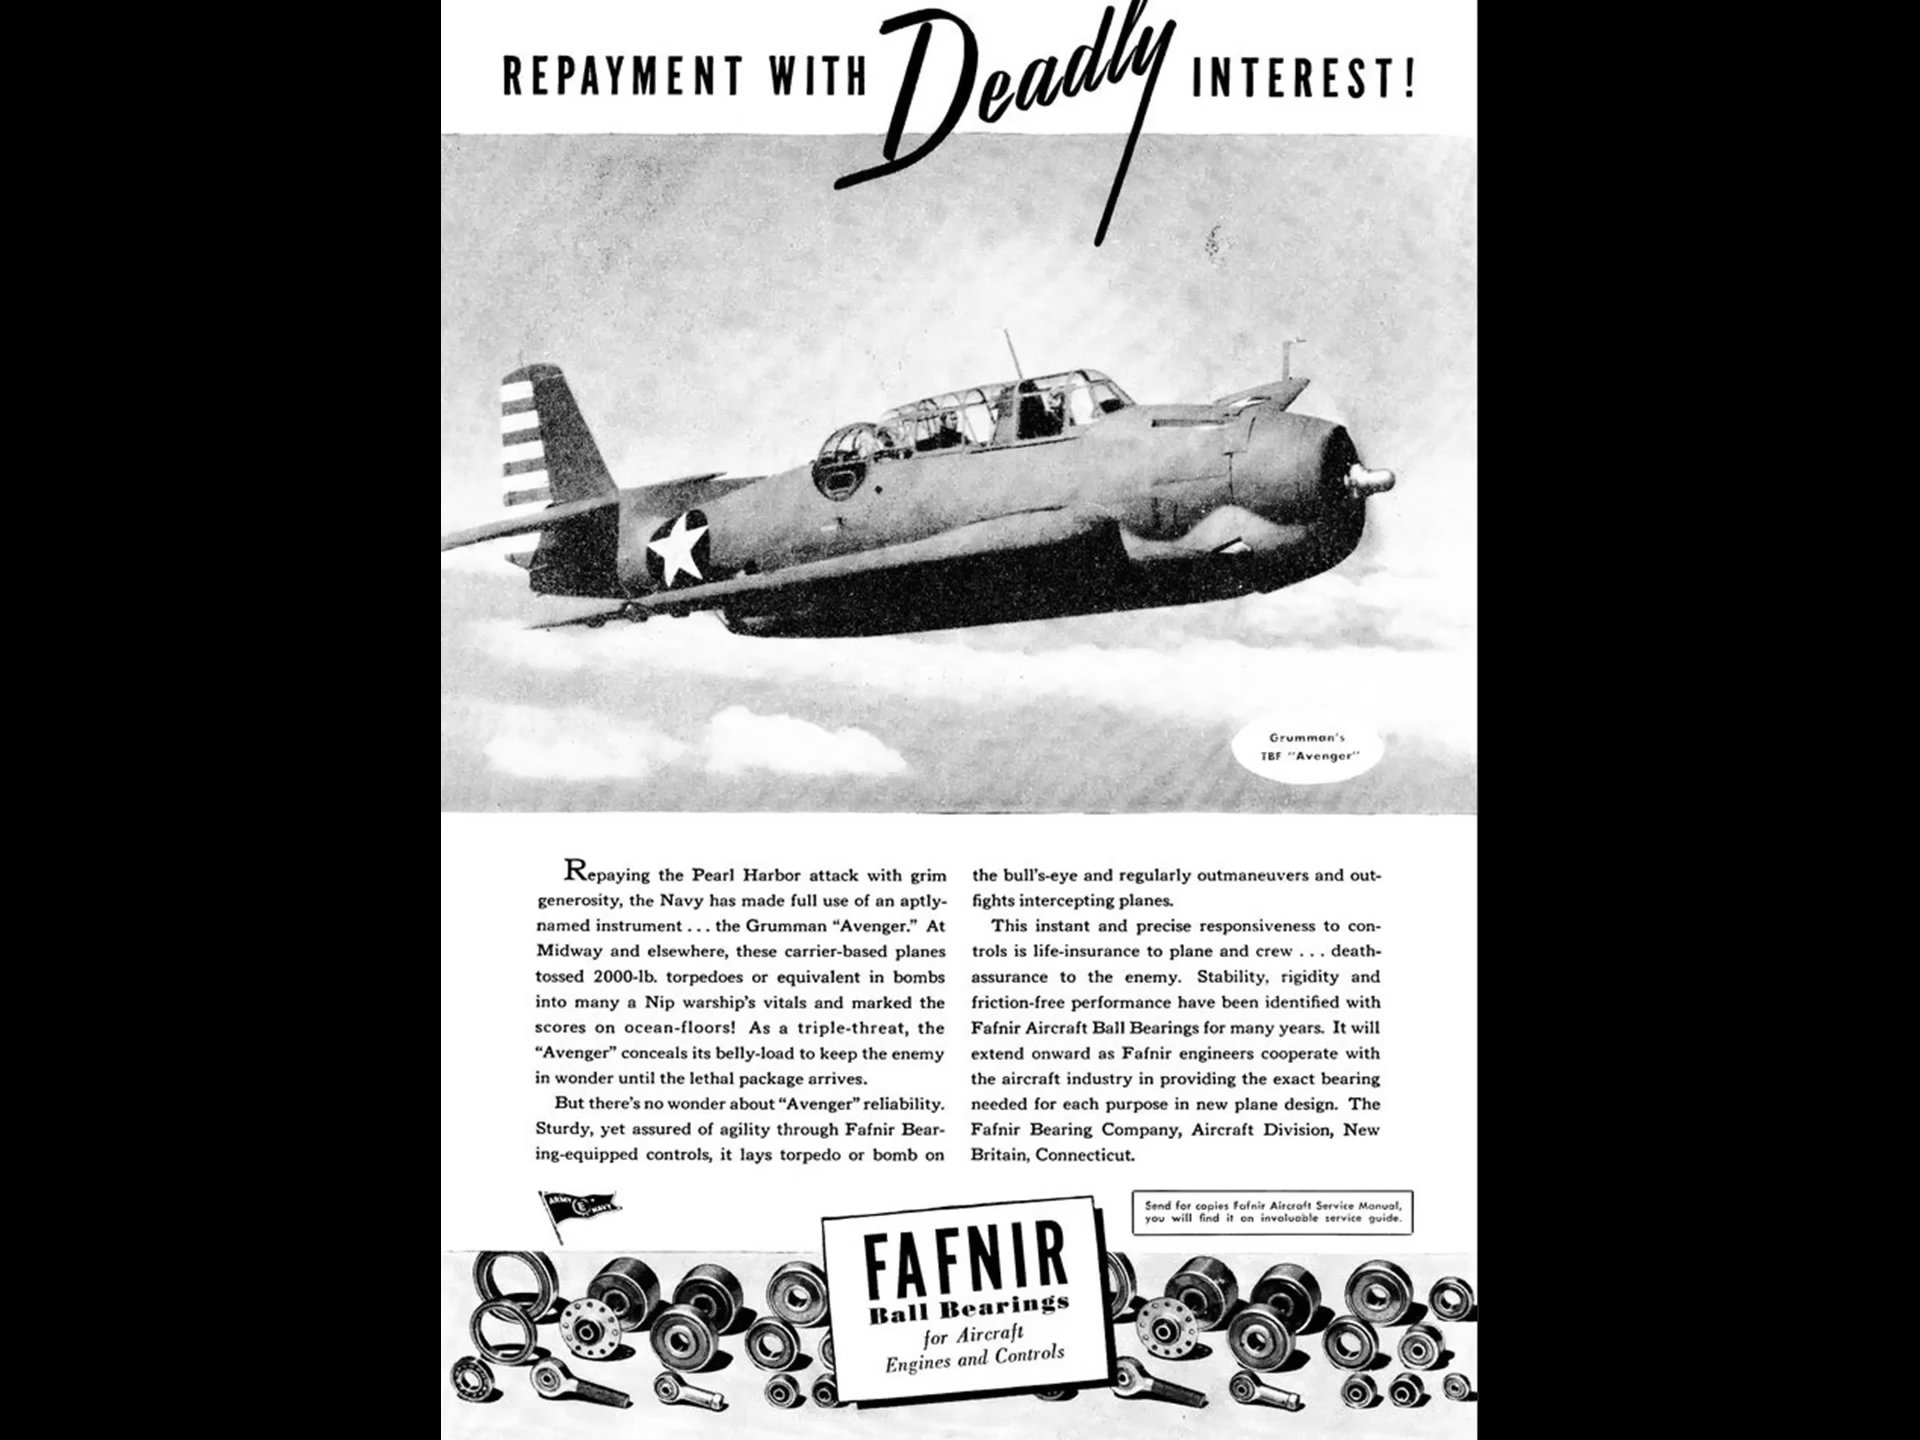 REPAYMENT WITH Deadly INTEREST!
Grumman's
TBF "Avenger"
Repaying the Pearl Harbor attack with grim
generosity, the Navy has made full use of an aptly-
named instrument . . . the Grumman “Avenger.” At
Midway and elsewhere, these carrier-based planes
tossed 2000-lb. torpedoes or equivalent in bombs
into many a Nip warship’s vitals and marked the
scores on ocean-floors! As a triple-threat, the
“Avenger” conceals its belly-load to keep the enemy
in wonder until the lethal package arrives.
But there’s no wonder about “Avenger” reliability.
Sturdy, yet assured of agility through Fafnir Bear-
ing-equipped controls, it lays torpedo or bomb on
the bull’s-eye and regularly outmaneuvers and out-
fights intercepting planes.
This instant and precise responsiveness to con-
trols is life-insurance to plane and crew . . . death-
assurance to the enemy. Stability, rigidity and
friction-free performance have been identified with
Fafnir Aircraft Ball Bearings for many years. It will
extend onward as Fafnir engineers cooperate with
the aircraft industry in providing the exact bearing
needed for each purpose in new plane design. The
Fafnir Bearing Company, Aircraft Division, New
Britain, Connecticut.
ARMY E NAVY
Send for copies Fafnir Aircraft Service Manual,
you will find it an invaluable service guide.
FAFNIR
Ball Bearings
for Aircraft
Engines and Controls